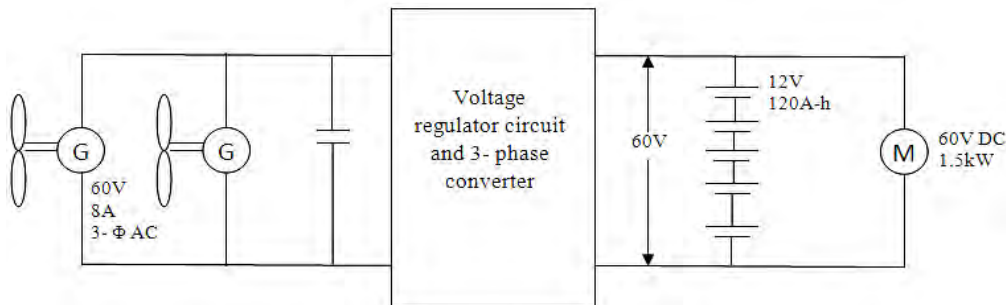 G
60V
8A
3- Φ AC
G
Voltage
regulator circuit
and 3- phase
converter
60V
12V
120A-h
M
60V DC
1.5kW